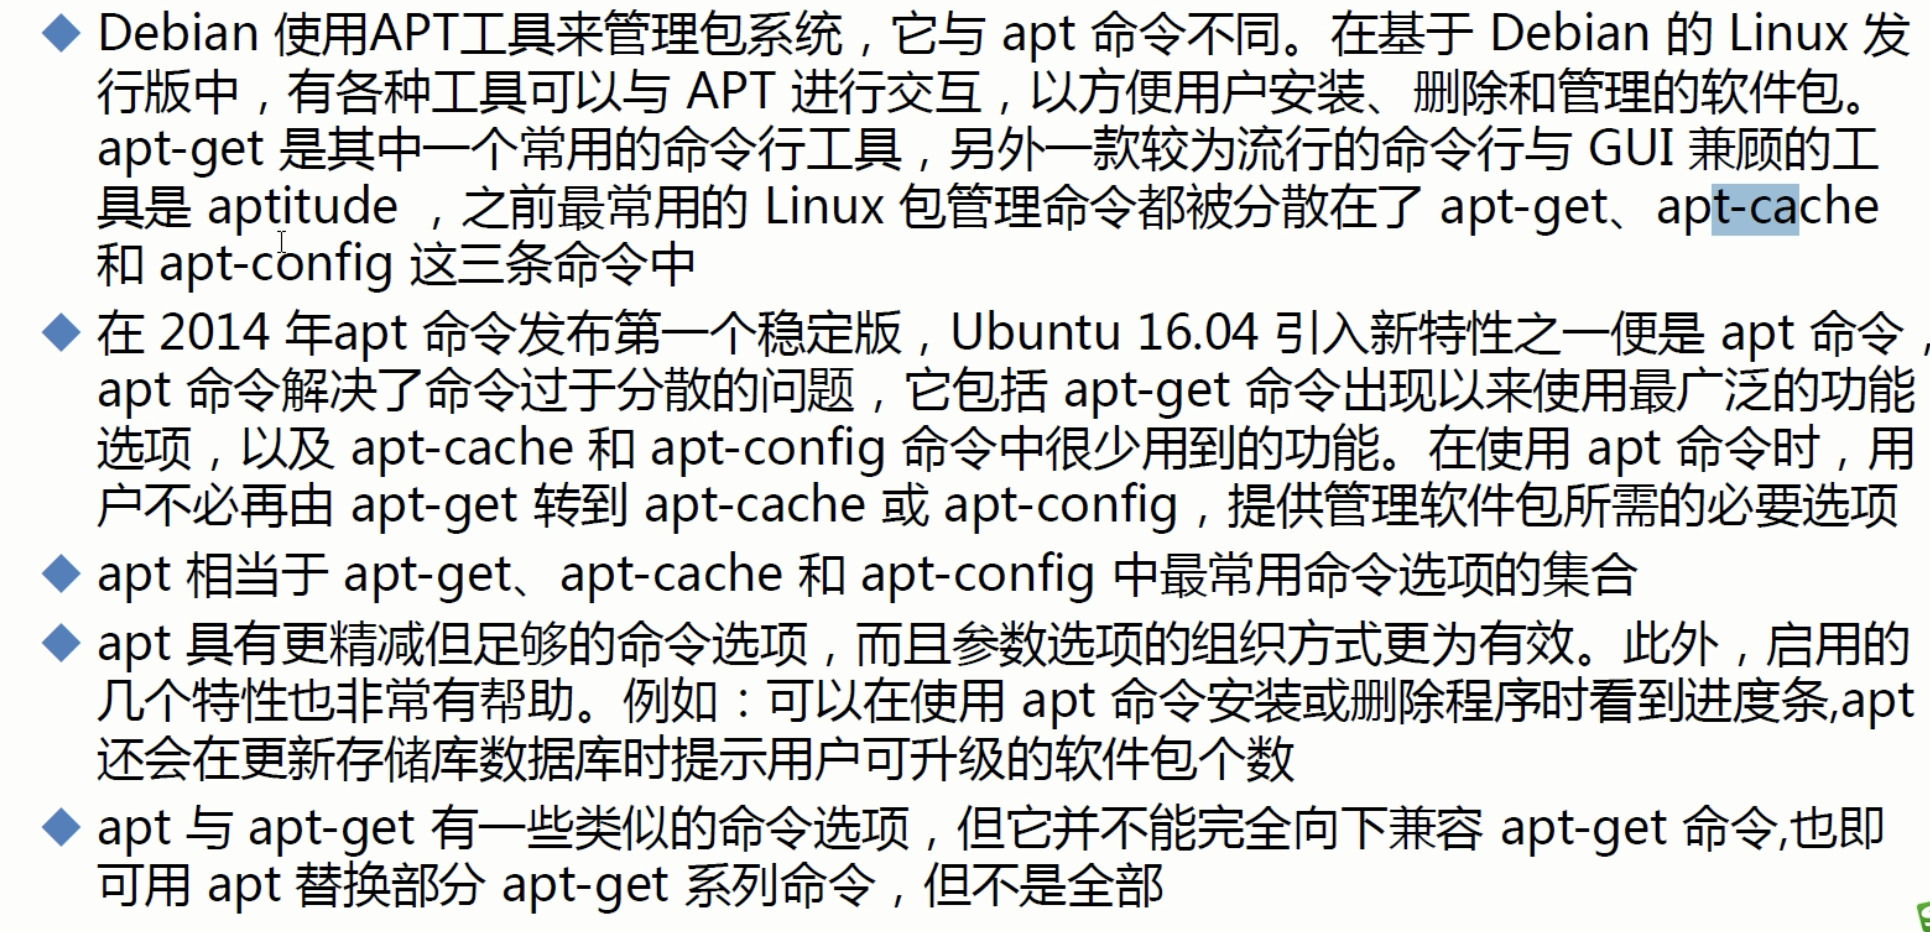 Debian 使用APT工具来管理包系统，它与 apt 命令不同。在基于 Debian 的 Linux 发
行版中，有各种工具可以与 APT 进行交互，以方便用户安装、删除和管理的软件包。
apt-get 是其中一个常用的命令行工具，另外一款较为流行的命令行与 GUI 兼顾的工
具是 aptitude ，之前最常用的 Linux 包管理命令都被分散在了 apt-get、apt-cache
和 apt-config 这三条命令中
在 2014 年apt 命令发布第一个稳定版，Ubuntu 16.04 引入新特性之一便是 apt 命令，
apt 命令解决了命令过于分散的问题，它包括 apt-get 命令出现以来使用最广泛的功能
选项，以及 apt-cache 和 apt-config 命令中很少用到的功能。在使用 apt 命令时，用
户不必再由 apt-get 转到 apt-cache 或 apt-config，提供管理软件包所需的必要选项
apt 相当于 apt-get、apt-cache 和 apt-config 中最常用命令选项的集合
apt 具有更精减但足够的命令选项，而且参数选项的组织方式更为有效。此外，启用的
几个特性也非常有帮助。例如：可以在使用 apt 命令安装或删除程序时看到进度条,apt
还会在更新存储库数据库时提示用户可升级的软件包个数
apt 与 apt-get 有一些类似的命令选项，但它并不能完全向下兼容 apt-get 命令,也即
可用 apt 替换部分 apt-get 系列命令，但不是全部